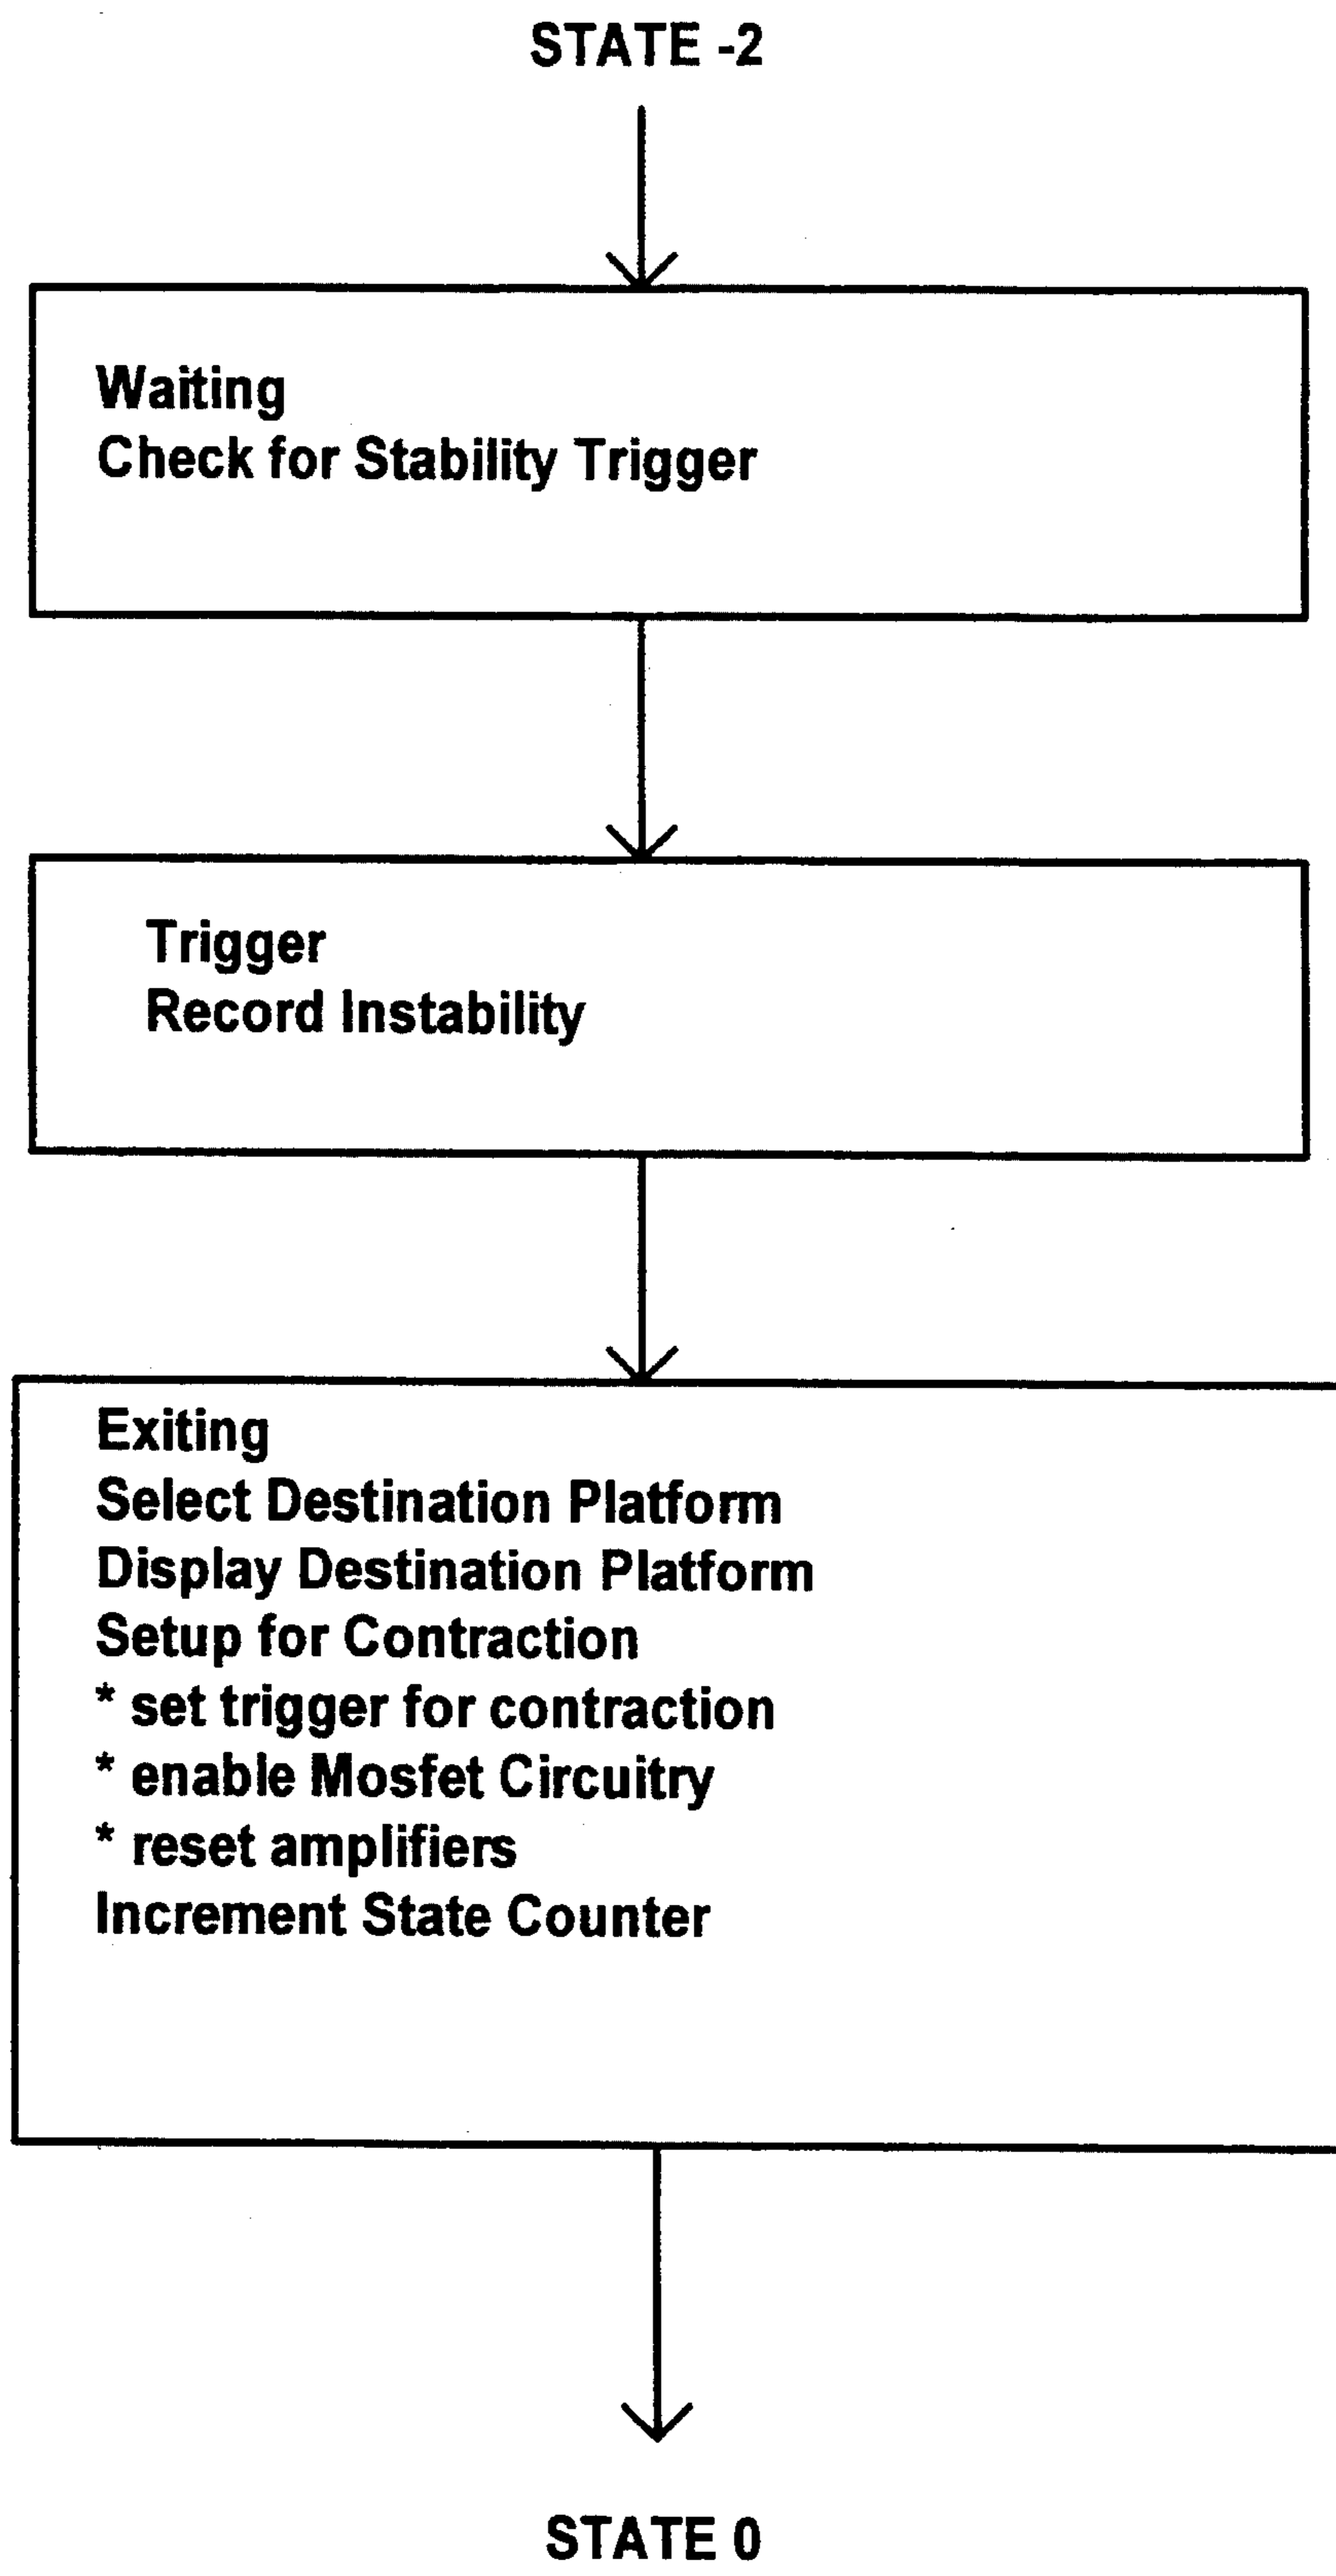 STATE -2
Waiting
Check for Stability Trigger
Trigger
Record Instability
Exiting
Select Destination Platform
Display Destination Platform
Setup for Contraction
* set trigger for contraction
* enable Mosfet Circuitry
* reset amplifiers
Increment State Counter
STATE 0